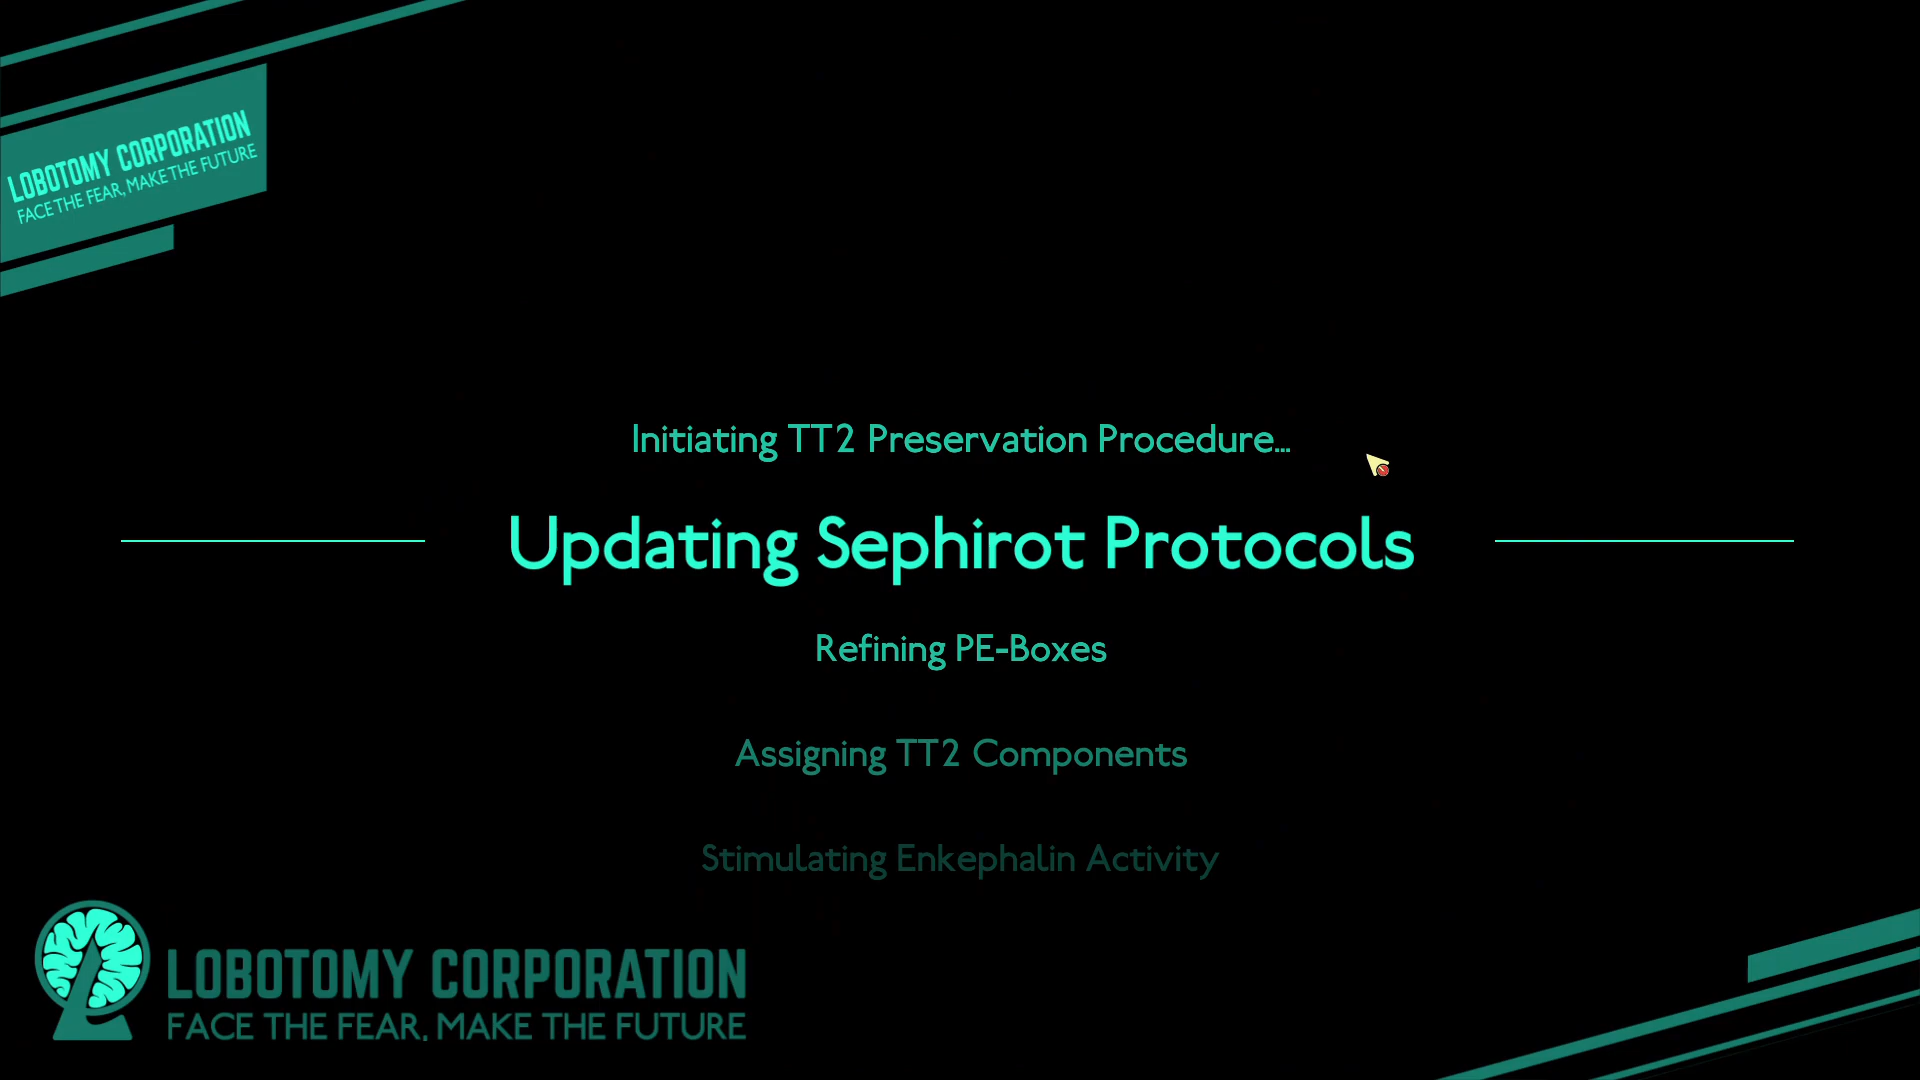 LOBOTOMY CORPORATION
FACE THE FEAR, MAKE THE FUTURE
Initiating TT2 Preservation Procedure...
Updating Sephirot Protocols
Refining PE-Boxes
Assigning TT2 Components
Stimulating Enkephalin Activity
LOBOTOMY CORPORATION
FACE THE FEAR, MAKE THE FUTURE